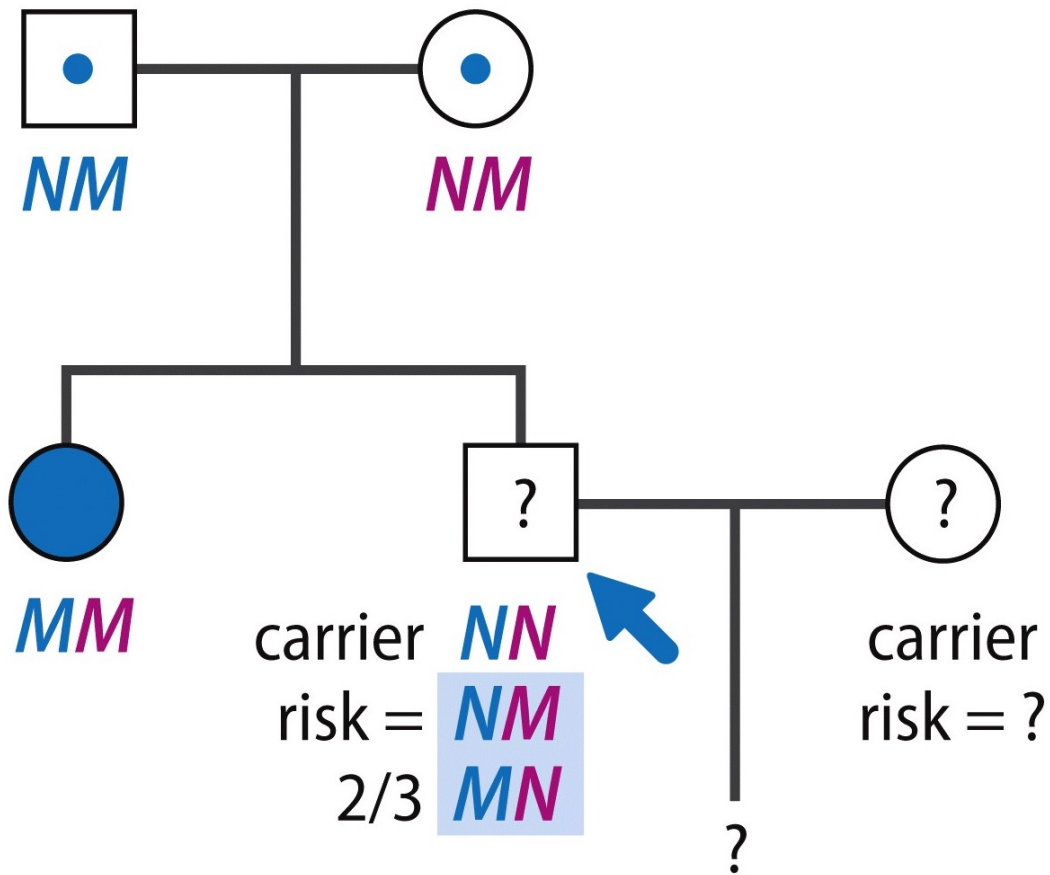 NM
NM
?
?
MM
carrier
risk =
2/3
NN
NM
MN
carrier
risk = ?
?